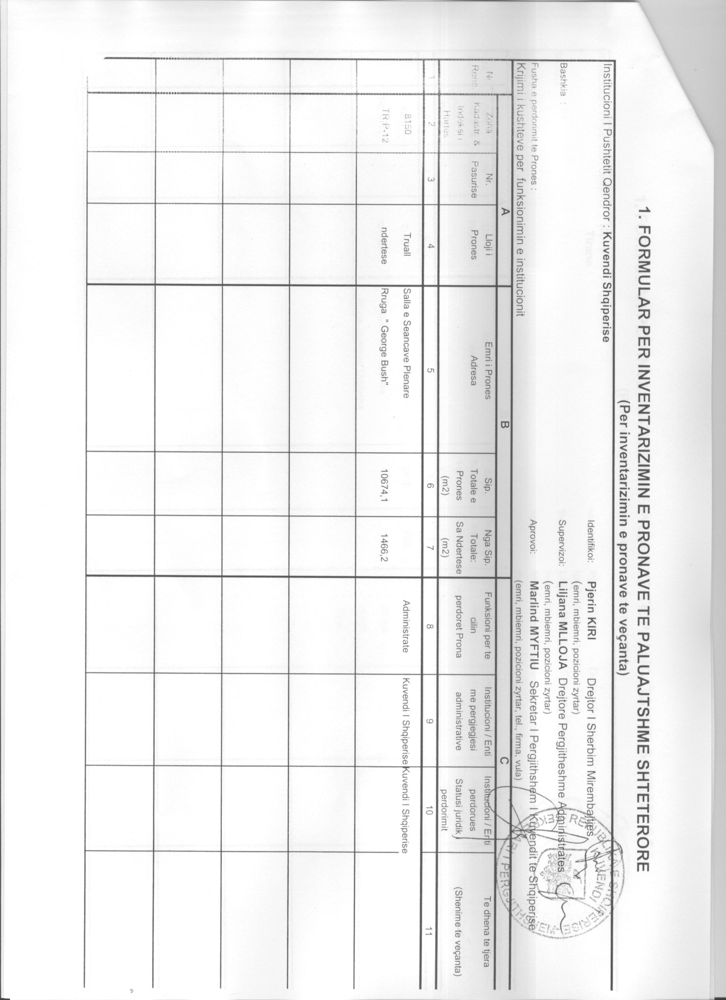 1. FORMULAR PER INVENTARIZIMIN E PRONAVE TE PALUAJTSHME SHTETERORE
(Per inventarizimin e pronave te veçanta)
Institucioni I Pushtetit Qendror : Kuvendi Shqiperise
Identifikoi: Pjerin KIRI Drejtor I Sherbim Mirembajtjes
(emri, mbiemri, pozicioni zyrtar)
Bashkia : Supervizoi: Liljana MLLOJA Drejtore Pergjitheshme Administrates
(emri, mbiemri, pozicioni zyrtar)
Fusha e perdorimit te Prones : Aprovoi: Marlind MYFTIU Sekretar I Pergjithshem I Kuvendit te Shqiperise
Krijimi i kushteve per funksionimin e institucionit (emri, mbiemri, pozicioni zyrtar, tel., firma, vula)
REPUBLIKA E SHQIPERISE
KUVENDI
SEKRETARI I PERGJITHSHEM
A B C
Nr. Zona Nr. Lloji i Emri i Prones Sip. Nga Sip. Funksioni per te Institucioni / Enti Institucioni / Enti Te dhena te tjera
Kadastr. & Pasurise Prones Adresa Totale e Totale: cilin me pergjegjesi perdorues
Indeksi i Prones Sa Ndertese perdoret Prona administrative Statusi juridik i (Shenime te veçanta)
Hartes (m2) (m2) perdorimit
1 2 3 4 5 6 7 8 9 10 11
8150 Truall Salla e Seancave Plenare Administrate Kuvendi I Shqiperise Kuvendi I Shqiperise
TR:P-12 ndertese Rruga " George Bush" 10674,1 1466,2